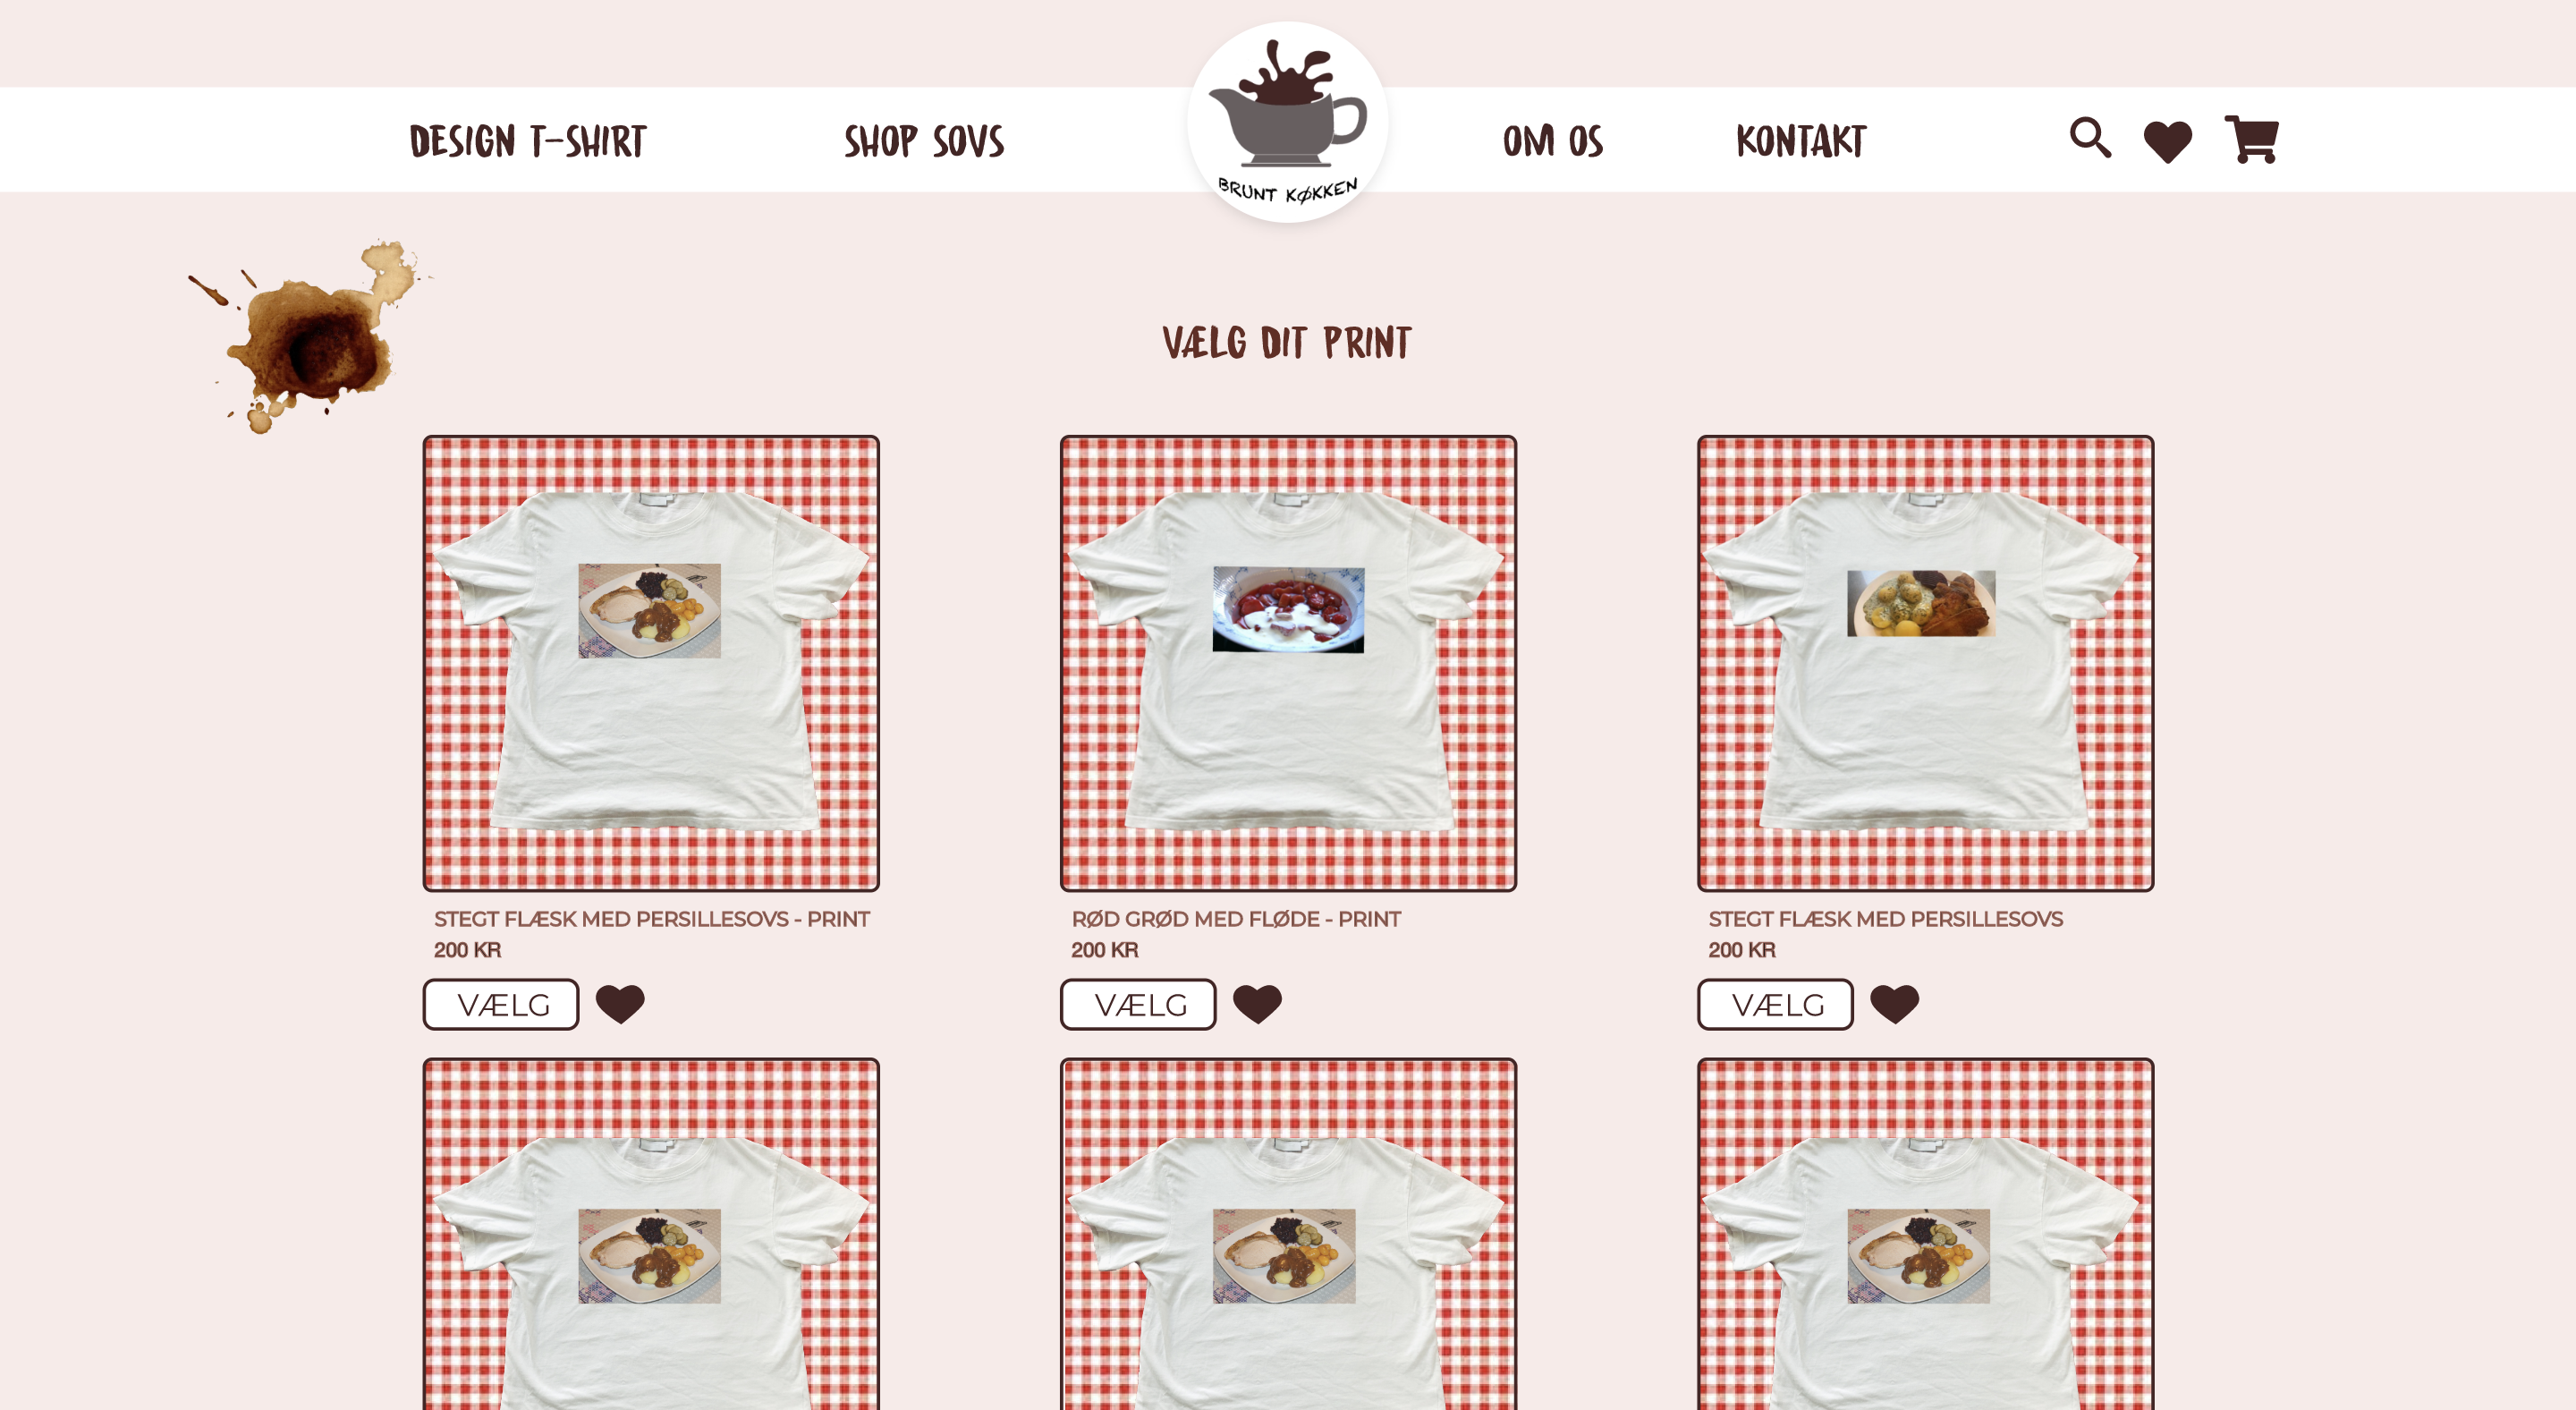 DESIGN T-SHIRT
SHOP SOVS
BRUNT KØKKEN
OM OS
KONTAKT
VÆLG DIT PRINT
STEGT FLÆSK MED PERSILLESOVS - PRINT
200 KR
VÆLG
RØD GRØD MED FLØDE - PRINT
200 KR
VÆLG
STEGT FLÆSK MED PERSILLESOVS
200 KR
VÆLG